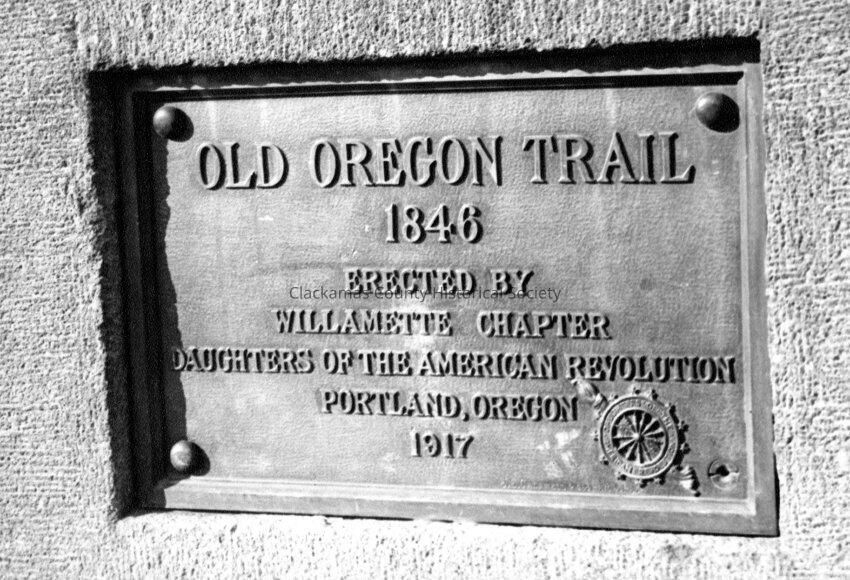 OLD OREGON TRAIL
1846
ERECTED BY
Clackamas County Historical Society
WILLAMETTE CHAPTER
DAUGHTERS OF THE AMERICAN REVOLUTION
PORTLAND, OREGON
1917